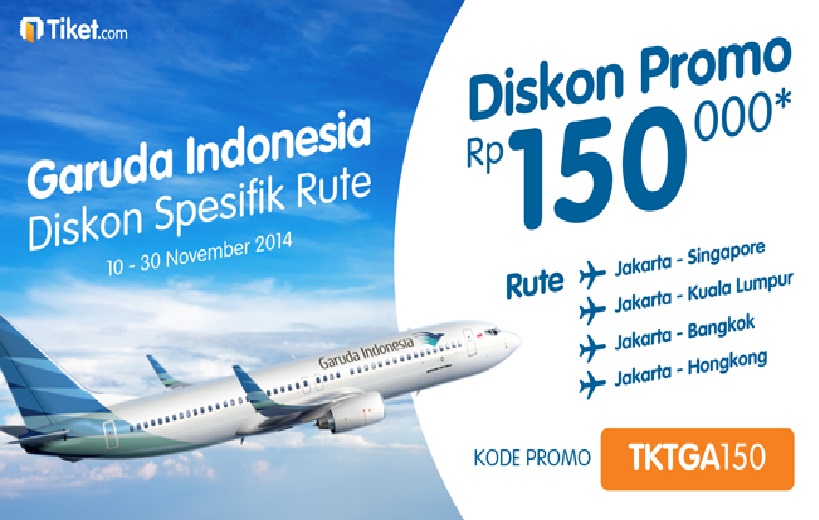 Tiket.com
Garuda Indonesia
Diskon Spesifik Rute
10 - 30 November 2014
Garuda Indonesia
Diskon Promo
Rp 150 000*
Rute
Jakarta - Singapore
Jakarta - Kuala Lumpur
Jakarta - Bangkok
Jakarta - Hongkong
KODE PROMO TKTGA150